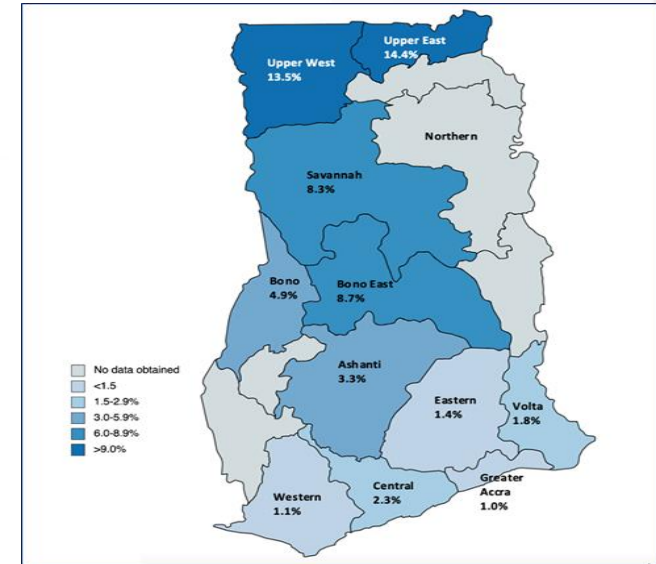 Upper East
14.4%
Upper West
13.5%
Northern
Savannah
8.3%
Bono
4.9%
Bono East
8.7%
Ashanti
3.3%
Eastern
1.4%
Volta
1.8%
Greater
Accra
1.0%
Central
2.3%
Western
1.1%
No data obtained
<1.5
1.5-2.9%
3.0-5.9%
6.0-8.9%
>9.0%